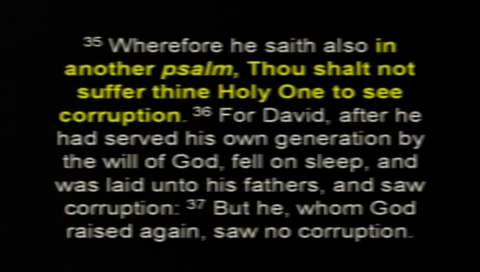 35 Wherefore he saith also in
another psalm, Thou shalt not
suffer thine Holy One to see
corruption. 36 For David, after he
had served his own generation by
the will of God, fell on sleep, and
was laid unto his fathers, and saw
corruption: 37 But he, whom God
raised again, saw no corruption.